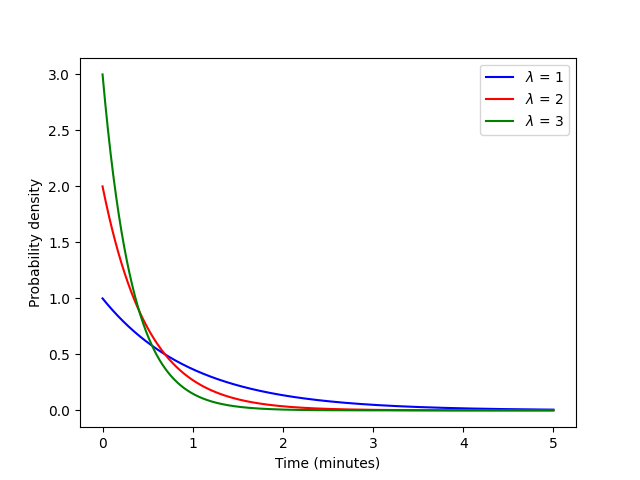 3.0
2.5
2.0
1.5
1.0
0.5
0.0
Probability density
λ = 1
λ = 2
λ = 3
0 1 2 3 4 5
Time (minutes)